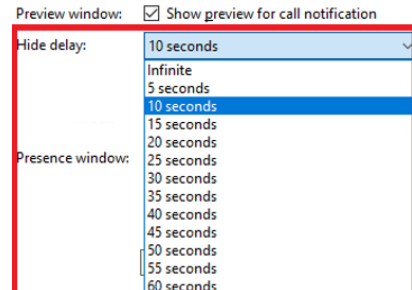 Preview window: Show preview for call notification
Hide delay: 10 seconds
Infinite
5 seconds
10 seconds
15 seconds
20 seconds
Presence window: 25 seconds
30 seconds
35 seconds
40 seconds
45 seconds
50 seconds
55 seconds
60 seconds